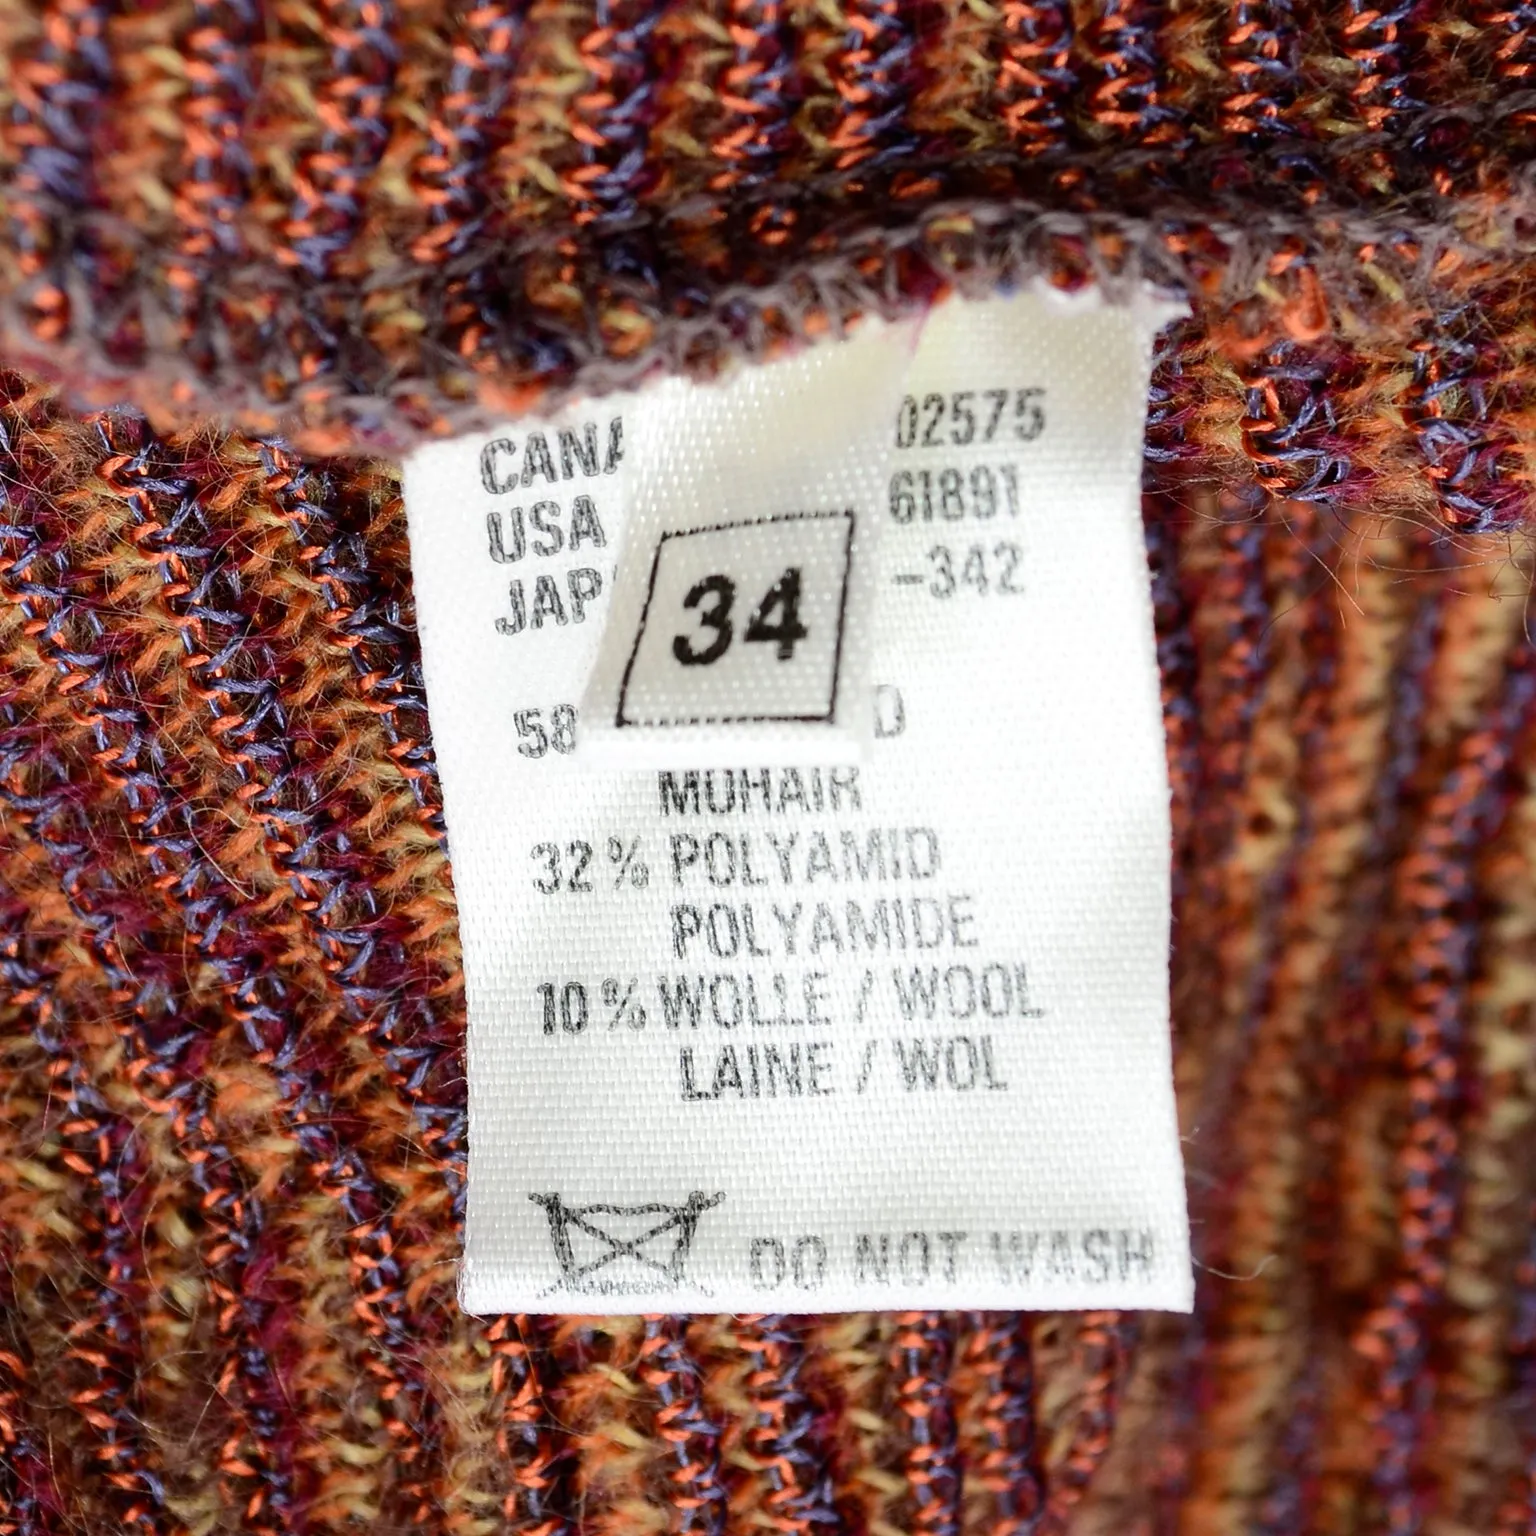 CANA 02575
USA 61891
JAP -342
34
58 D
MOHAIR
32% POLYAMID
POLYAMIDE
10% WOLLE / WOOL
LAINE / WOL
DO NOT WASH